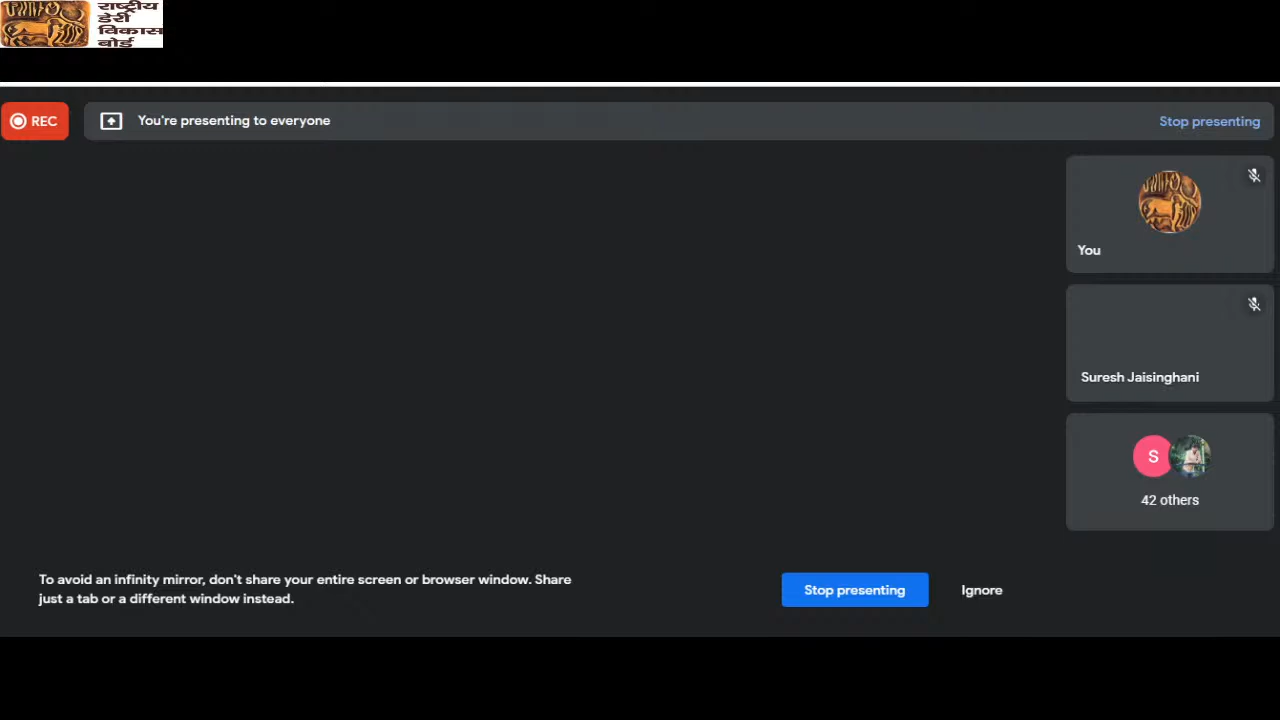 राष्ट्रीय
डेरी
विकास
बोर्ड
REC
You're presenting to everyone
Stop presenting
You
Suresh Jaisinghani
S
42 others
To avoid an infinity mirror, don't share your entire screen or browser window. Share
just a tab or a different window instead.
Stop presenting
Ignore